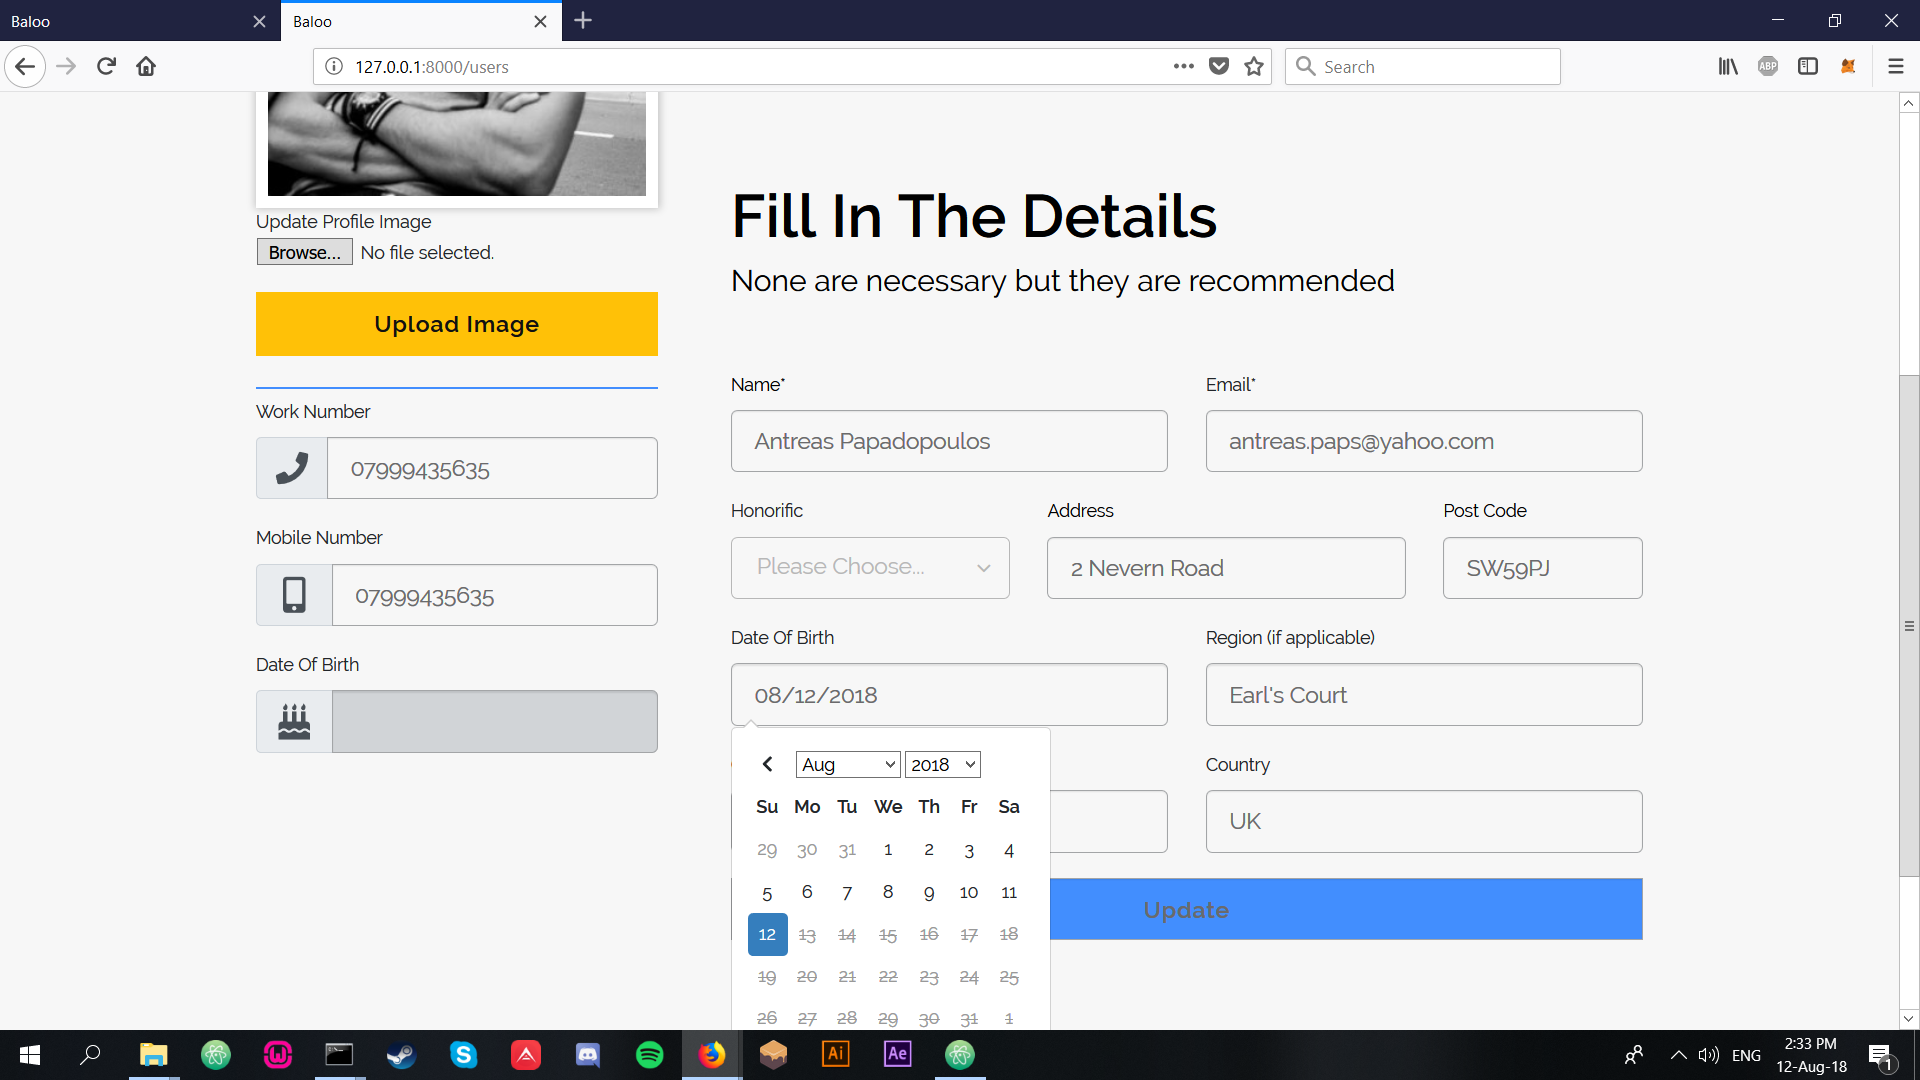 Baloo
Baloo
127.0.0.1:8000/users
Search
ABP
Update Profile Image
Browse... No file selected.
Upload Image
Work Number
07999435635
Mobile Number
07999435635
Date Of Birth
Fill In The Details
None are necessary but they are recommended
Name* Email*
Antreas Papadopoulos antreas.paps@yahoo.com
Honorific Address Post Code
Please Choose... 2 Nevern Road SW59PJ
Date Of Birth Region (if applicable)
08/12/2018 Earl's Court
Aug 2018 Country
Su Mo Tu We Th Fr Sa
UK
29 30 31 1 2 3 4
5 6 7 8 9 10 11
Update
12 13 14 15 16 17 18
19 20 21 22 23 24 25
26 27 28 29 30 31 1
Ai Ae
ENG
2:33 PM
12-Aug-18
1